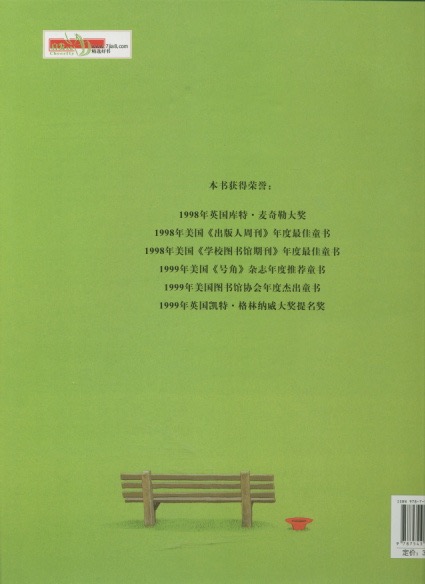 www.7jia8.com
精选好书
本书获得荣誉：
1998年英国库特·麦奇勒大奖
1998年美国《出版人周刊》年度最佳童书
1998年美国《学校图书馆期刊》年度最佳童书
1999年美国《号角》杂志年度推荐童书
1999年美国图书馆协会年度杰出童书
1999年英国凯特·格林纳威大奖提名奖
ISBN 978-7-
定价：